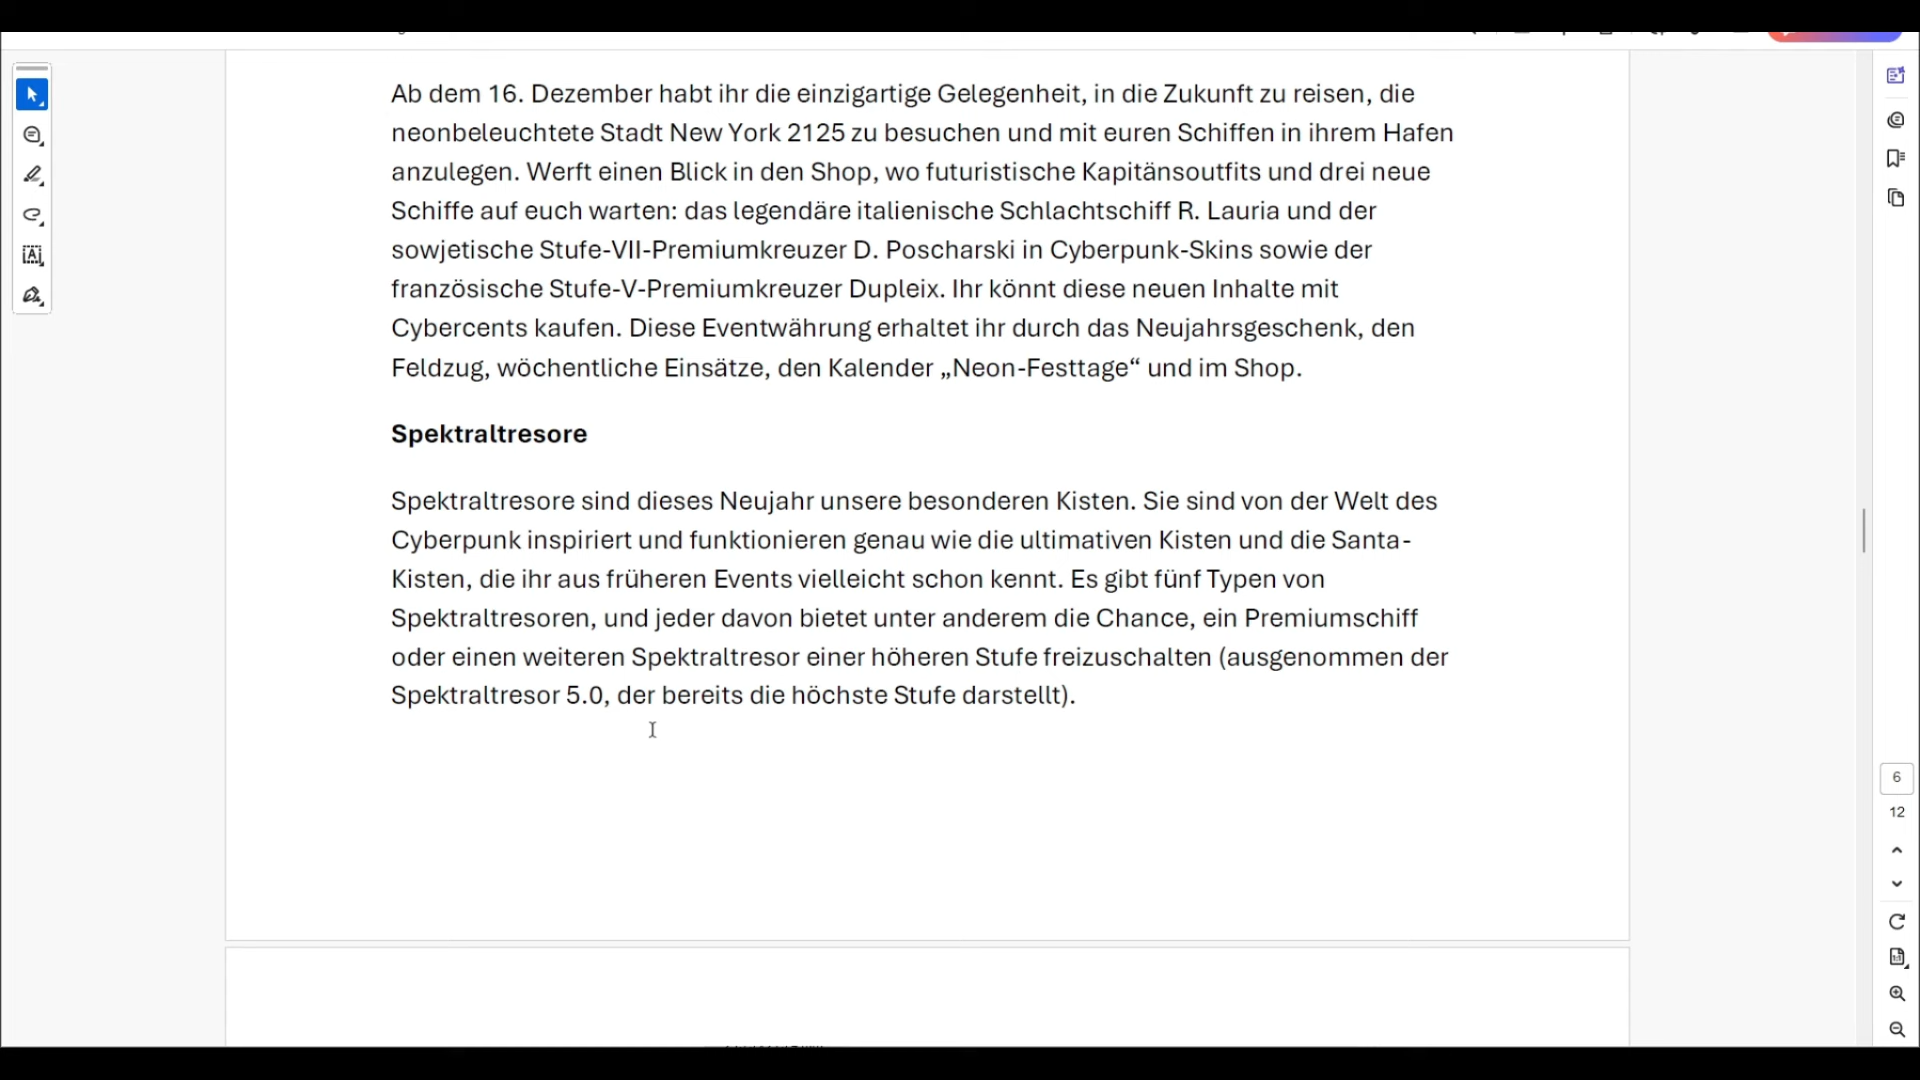 Ab dem 16. Dezember habt ihr die einzigartige Gelegenheit, in die Zukunft zu reisen, die
neonbeleuchtete Stadt New York 2125 zu besuchen und mit euren Schiffen in ihrem Hafen
anzulegen. Werft einen Blick in den Shop, wo futuristische Kapitänsoutfits und drei neue
Schiffe auf euch warten: das legendäre italienische Schlachtschiff R. Lauria und der
sowjetische Stufe-VII-Premiumkreuzer D. Poscharski in Cyberpunk-Skins sowie der
französische Stufe-V-Premiumkreuzer Dupleix. Ihr könnt diese neuen Inhalte mit
Cybercents kaufen. Diese Eventwährung erhaltet ihr durch das Neujahrsgeschenk, den
Feldzug, wöchentliche Einsätze, den Kalender „Neon-Festtage“ und im Shop.
Spektraltresore
Spektraltresore sind dieses Neujahr unsere besonderen Kisten. Sie sind von der Welt des
Cyberpunk inspiriert und funktionieren genau wie die ultimativen Kisten und die Santa-
Kisten, die ihr aus früheren Events vielleicht schon kennt. Es gibt fünf Typen von
Spektraltresoren, und jeder davon bietet unter anderem die Chance, ein Premiumschiff
oder einen weiteren Spektraltresor einer höheren Stufe freizuschalten (ausgenommen der
Spektraltresor 5.0, der bereits die höchste Stufe darstellt).
6
12